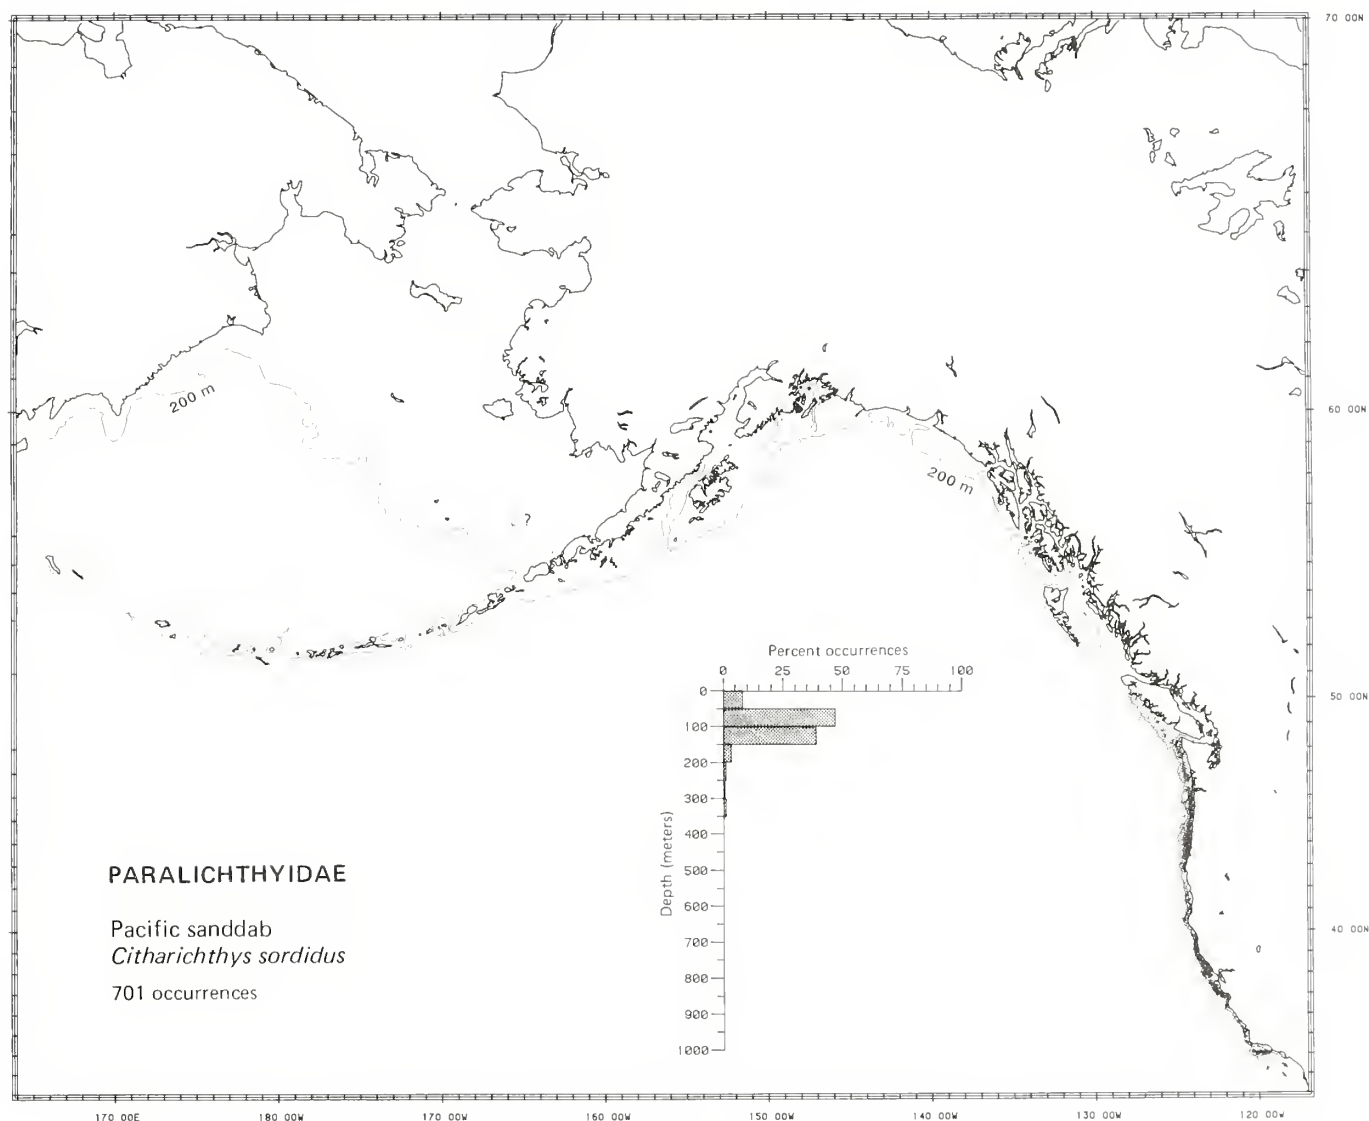 70 00N
200 m
60 00N
200 m
?
Percent occurrences
0 25 50 75 100
50 00N
0
100
200
300
400
500
600
700
800
900
1000
Depth (meters)
PARALICHTHYIDAE
Pacific sanddab
Citharichthys sordidus
701 occurrences
40 00N
170 00E 180 00W 170 00W 160 00W 150 00W 140 00W 130 00W 120 00W